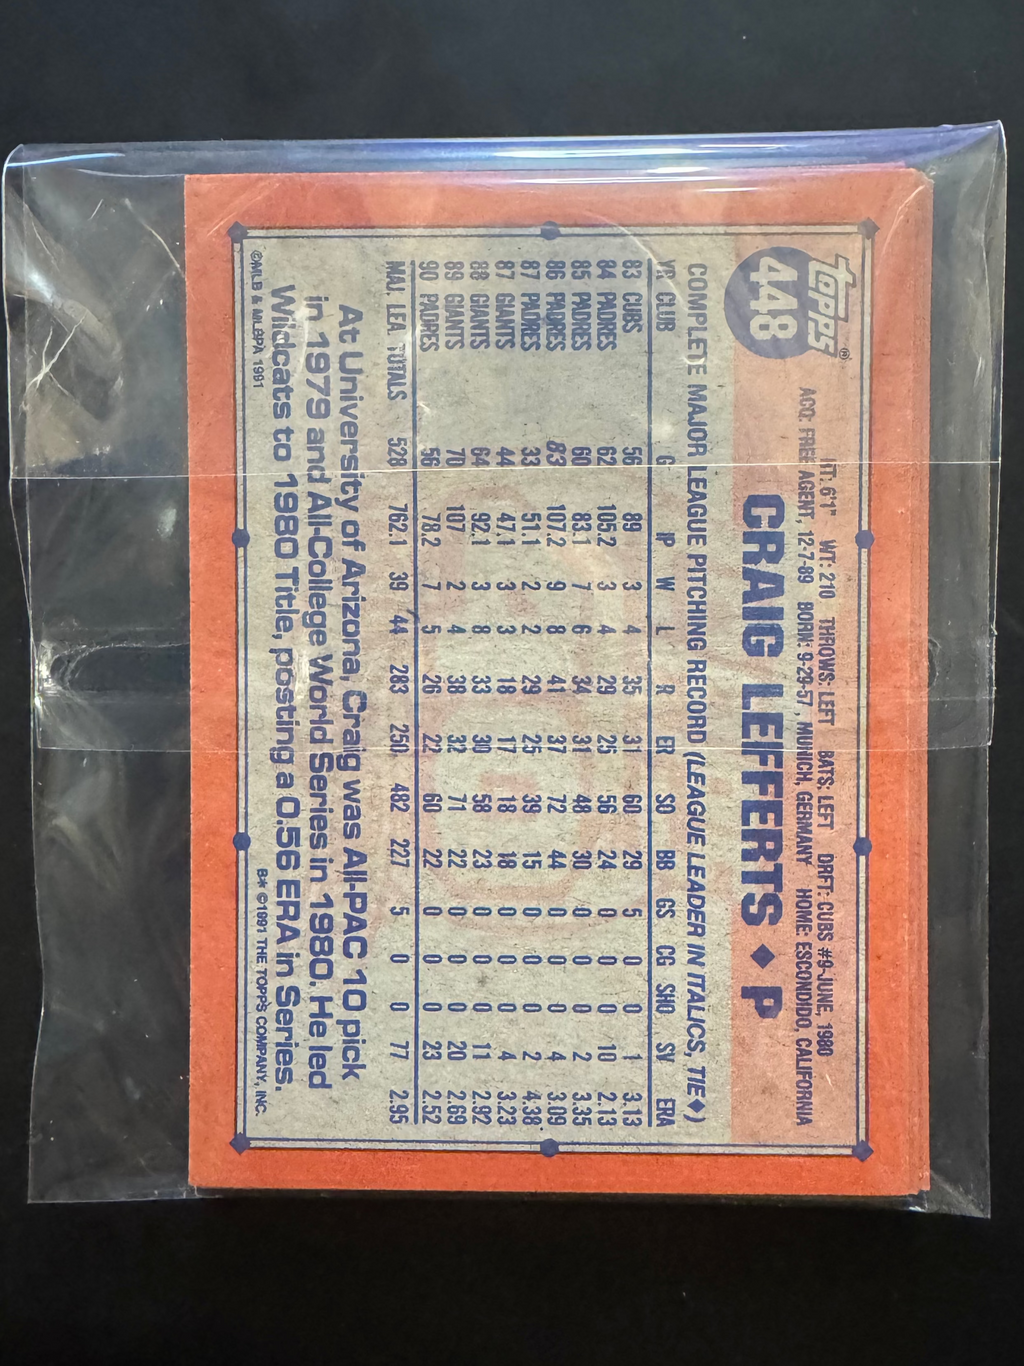 topps®
448
HT: 6'1" WT: 210 THROWS: LEFT BATS: LEFT DRFT: CUBS #9-JUNE, 1980
ACQ: FREE AGENT, 12-7-89 BORN: 9-29-57, MUNICH, GERMANY HOME: ESCONDIDO, CALIFORNIA
CRAIG LEFFERTS ♦ P
COMPLETE MAJOR LEAGUE PITCHING RECORD (LEAGUE LEADER IN ITALICS, TIE♦)
YR CLUB G IP W L R ER SO BB GS CG SHO SV ERA
83 CUBS 56 89 3 4 35 31 60 29 5 0 0 1 3.13
84 PADRES 62 105.2 3 4 29 25 56 24 0 0 0 10 2.13
85 PADRES 60 83.1 7 6 34 31 48 30 0 0 0 2 3.35
86 PADRES 83 107.2 9 8 41 37 72 44 0 0 0 4 3.09
87 PADRES 33 51.1 2 2 29 25 39 15 0 0 0 2 4.38
87 GIANTS 44 47.1 3 3 18 17 18 18 0 0 0 4 3.23
88 GIANTS 64 92.1 3 8 33 30 58 23 0 0 0 11 2.92
89 GIANTS 70 107 2 4 38 32 71 22 0 0 0 20 2.69
90 PADRES 56 78.2 7 5 26 22 60 22 0 0 0 23 2.52
MAJ. LEA. TOTALS 528 762.1 39 44 283 250 482 227 5 0 0 77 2.95
At University of Arizona, Craig was All-PAC 10 pick
in 1979 and All-College World Series in 1980. He led
Wildcats to 1980 Title, posting a 0.56 ERA in Series.
©MLB & MLBPA 1991 B* ©1991 THE TOPPS COMPANY, INC.